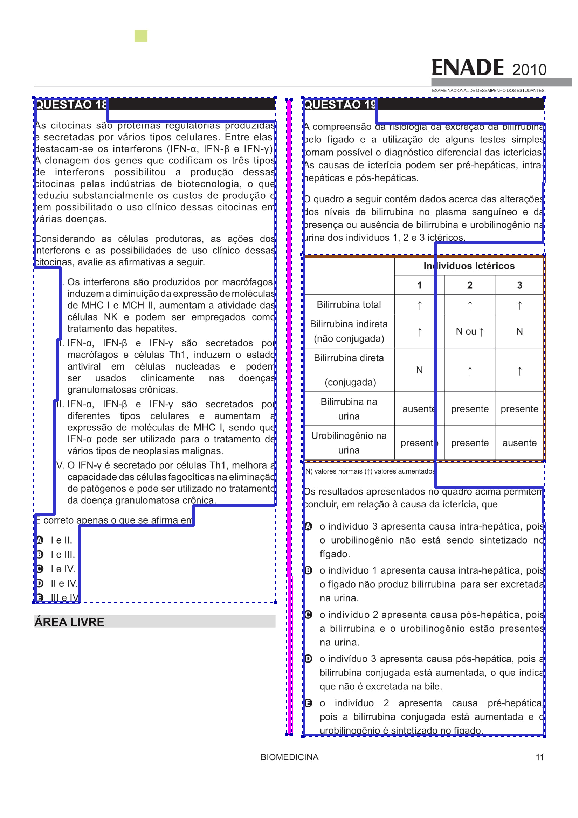 ENADE 2010
EXAME NACIONAL DE DESEMPENHO DOS ESTUDANTES
QUESTÃO 18
As citocinas são proteínas regulatórias produzidas
e secretadas por vários tipos celulares. Entre elas,
destacam-se os interferons (IFN-α, IFN-β e IFN-γ).
A clonagem dos genes que codificam os três tipos
de interferons possibilitou a produção dessas
citocinas pelas indústrias de biotecnologia, o que
reduziu substancialmente os custos de produção e
tem possibilitado o uso clínico dessas citocinas em
várias doenças.
Considerando as células produtoras, as ações dos
interferons e as possibilidades de uso clínico dessas
citocinas, avalie as afirmativas a seguir.
I. Os interferons são produzidos por macrófagos,
induzem a diminuição da expressão de moléculas
de MHC I e MCH II, aumentam a atividade das
células NK e podem ser empregados como
tratamento das hepatites.
II. IFN-α, IFN-β e IFN-γ são secretados por
macrófagos e células Th1, induzem o estado
antiviral em células nucleadas e podem
ser usados clinicamente nas doenças
granulomatosas crônicas.
III. IFN-α, IFN-β e IFN-γ são secretados por
diferentes tipos celulares e aumentam a
expressão de moléculas de MHC I, sendo que
IFN-α pode ser utilizado para o tratamento de
vários tipos de neoplasias malignas.
IV. O IFN-γ é secretado por células Th1, melhora a
capacidade das células fagocíticas na eliminação
de patógenos e pode ser utilizado no tratamento
da doença granulomatosa crônica.
É correto apenas o que se afirma em
A I e II.
B I e III.
C I e IV.
D II e IV.
E III e IV.
ÁREA LIVRE
QUESTÃO 19
A compreensão da fisiologia da excreção da bilirrubina
pelo fígado e a utilização de alguns testes simples
tornam possível o diagnóstico diferencial das icterícias.
As causas de icterícia podem ser pré-hepáticas, intra-
hepáticas e pós-hepáticas.
O quadro a seguir contém dados acerca das alterações
dos níveis de bilirrubina no plasma sanguíneo e da
presença ou ausência de bilirrubina e urobilinogênio na
urina dos indivíduos 1, 2 e 3 ictéricos.
Indivíduos Ictéricos
1 2 3
Bilirrubina total ↑ ↑ ↑
Bilirrubina indireta
(não conjugada) ↑ N ou ↑ N
Bilirrubina direta
(conjugada) N ↑ ↑
Bilirrubina na
urina ausente presente presente
Urobilinogênio na
urina presente presente ausente
(N) valores normais (↑) valores aumentados
Os resultados apresentados no quadro acima permitem
concluir, em relação à causa da icterícia, que
A o indivíduo 3 apresenta causa intra-hepática, pois
o urobilinogênio não está sendo sintetizado no
fígado.
B o indivíduo 1 apresenta causa intra-hepática, pois
o fígado não produz bilirrubina para ser excretada
na urina.
C o indivíduo 2 apresenta causa pós-hepática, pois
a bilirrubina e o urobilinogênio estão presentes
na urina.
D o indivíduo 3 apresenta causa pós-hepática, pois a
bilirrubina conjugada está aumentada, o que indica
que não é excretada na bile.
E o indivíduo 2 apresenta causa pré-hepática,
pois a bilirrubina conjugada está aumentada e o
urobilinogênio é sintetizado no fígado.
BIOMEDICINA
11